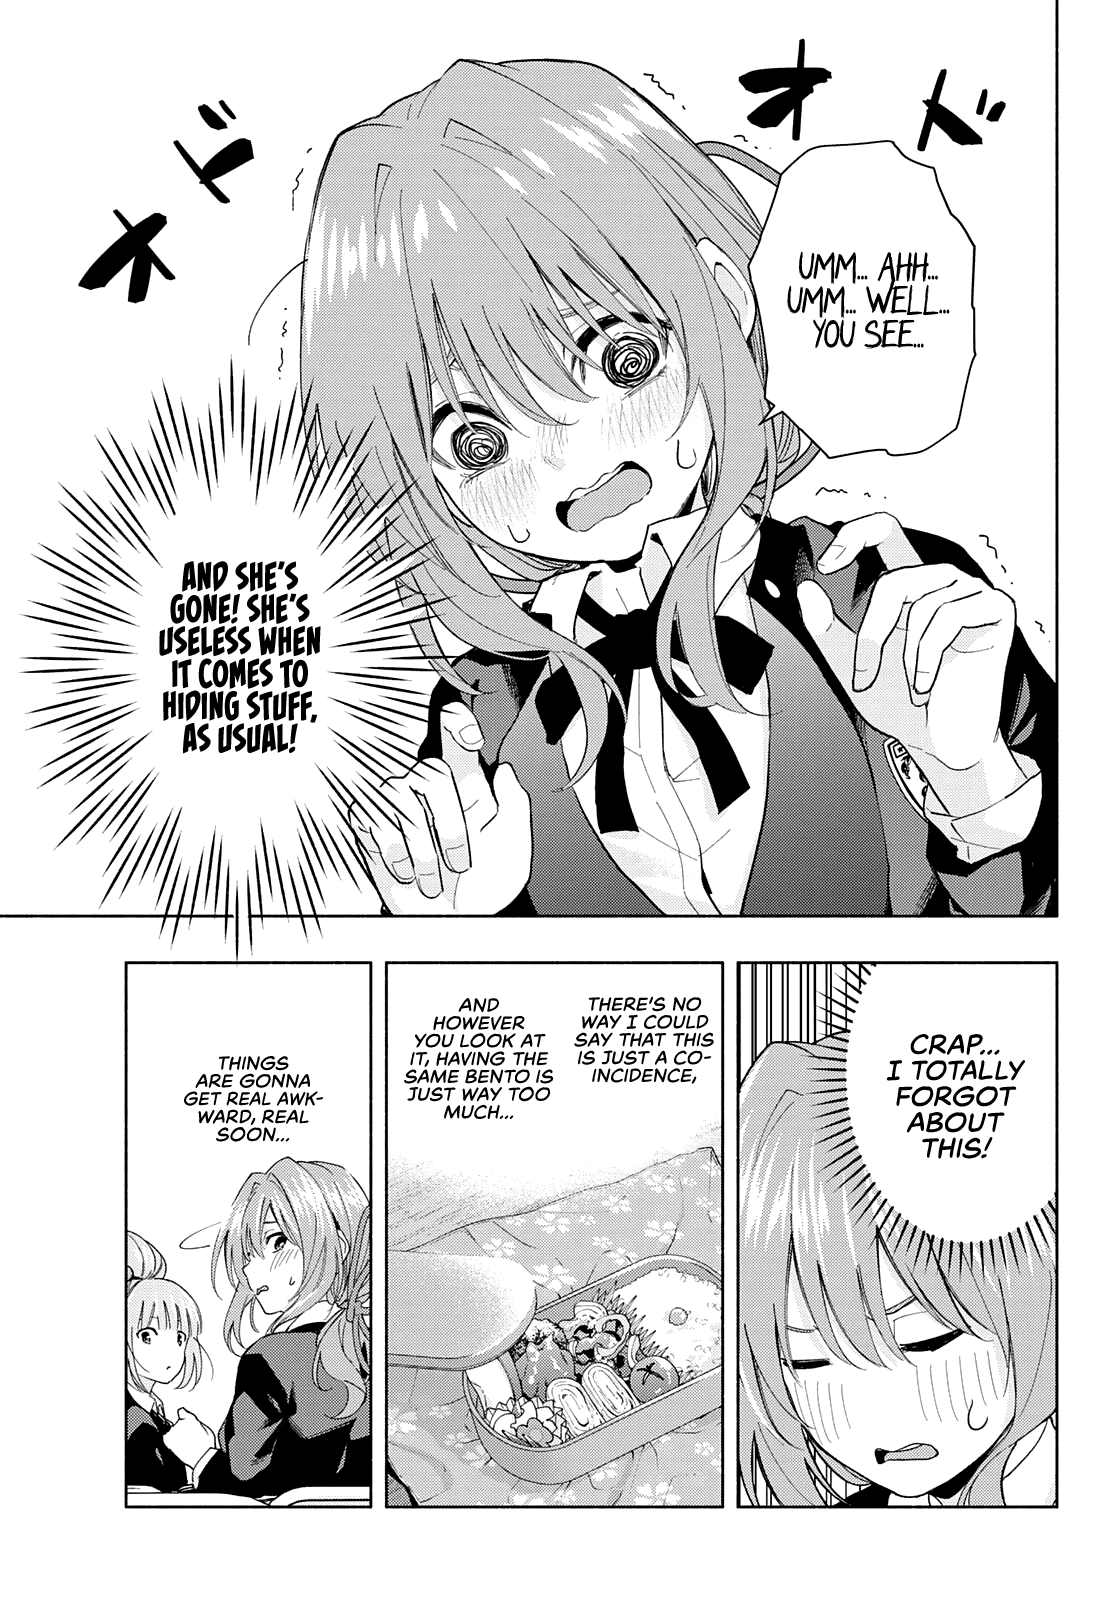 オド
オド
UMM... AHH...
UMM... WELL...
YOU SEE...
AND SHE'S
GONE! SHE'S
USELESS WHEN
IT COMES TO
HIDING STUFF,
AS USUAL!
CRAP...
I TOTALLY
FORGOT
ABOUT
THIS!
THERE'S NO
WAY I COULD
SAY THAT THIS
IS JUST A CO-
INCIDENCE,
AND
HOWEVER
YOU LOOK AT
IT, HAVING THE
SAME BENTO IS
JUST WAY TOO
MUCH...
THINGS
ARE GONNA
GET REAL AWK-
WARD, REAL
SOON...